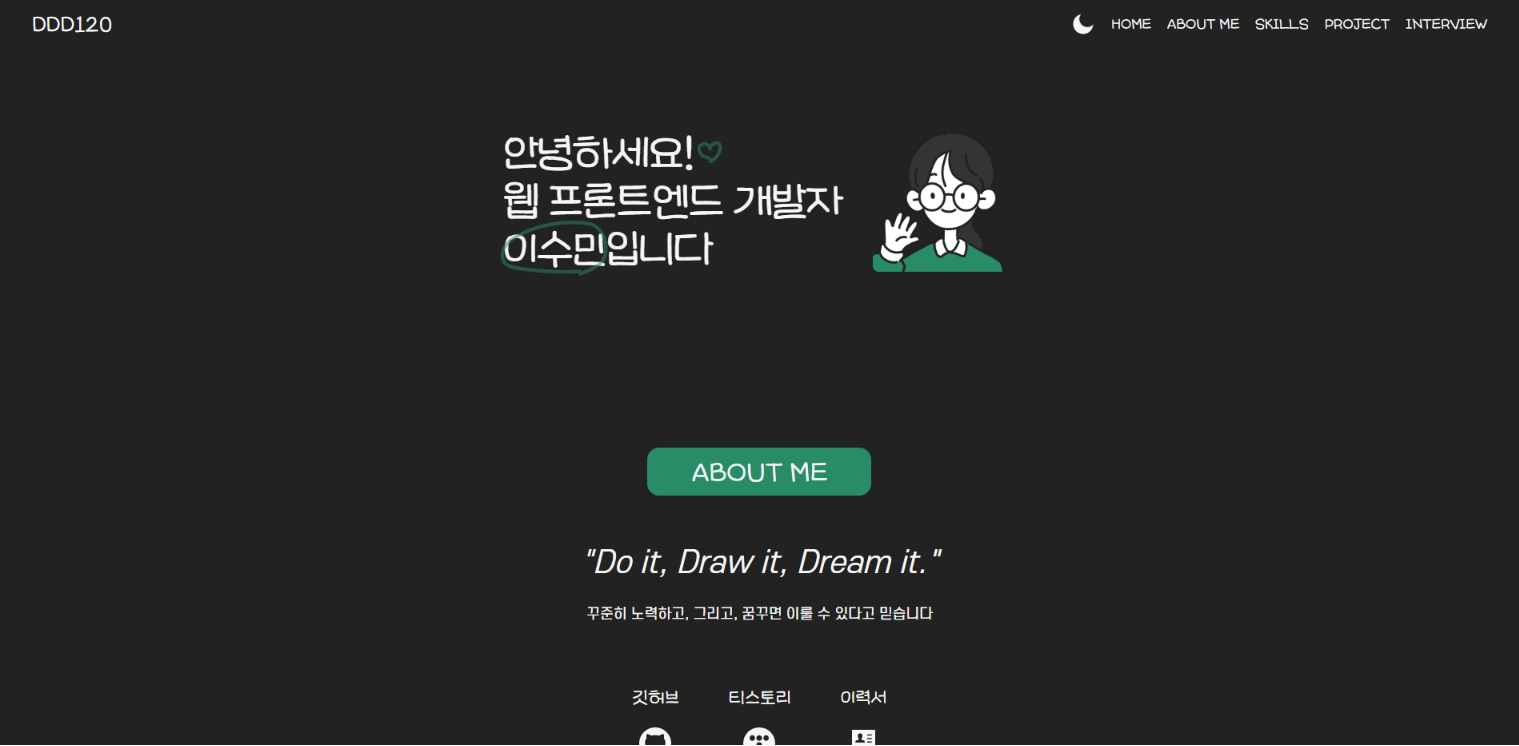 DDD120
HOME ABOUT ME SKILLS PROJECT INTERVIEW
안녕하세요!
웹 프론트엔드 개발자
이수민입니다
ABOUT ME
"Do it, Draw it, Dream it."
꾸준히 노력하고, 그리고, 꿈꾸면 이룰 수 있다고 믿습니다
깃허브 티스토리 이력서